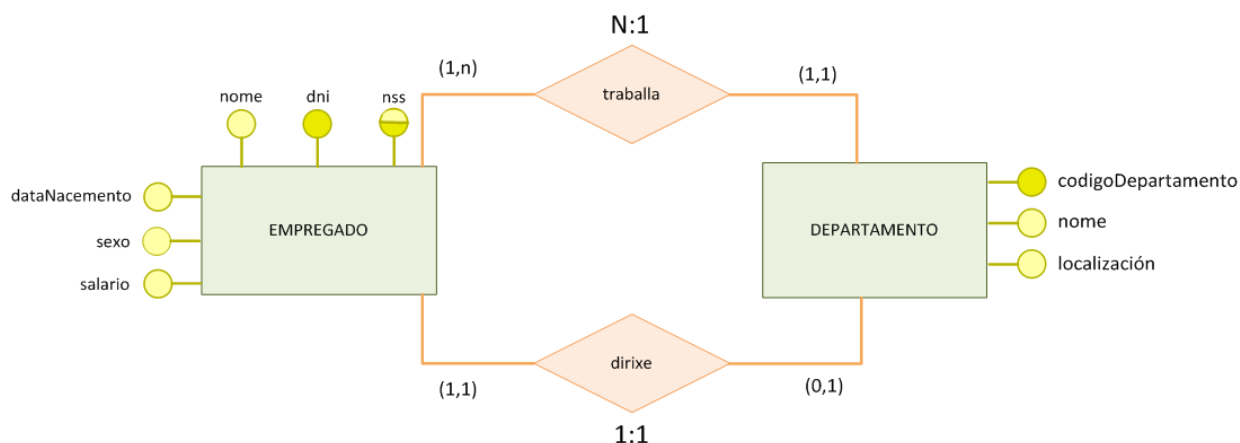 N:1
(1,n)
traballa
(1,1)
nome
dni
nss
dataNacemento
sexo
salario
EMPREGADO
DEPARTAMENTO
codigoDepartamento
nome
localización
(1,1)
dirixe
(0,1)
1:1